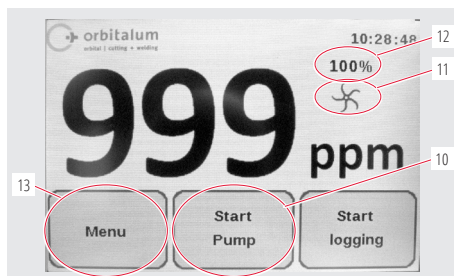 orbitalum
orbital | cutting + welding
10:28:48
12
100%
11
999
ppm
10
13
Menu
Start
Pump
Start
logging